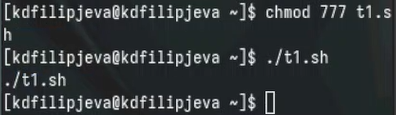 [kdfilipjeva@kdfilipjeva ~]$ chmod 777 t1.s
h
[kdfilipjeva@kdfilipjeva ~]$ ./t1.sh
./t1.sh
[kdfilipjeva@kdfilipjeva ~]$